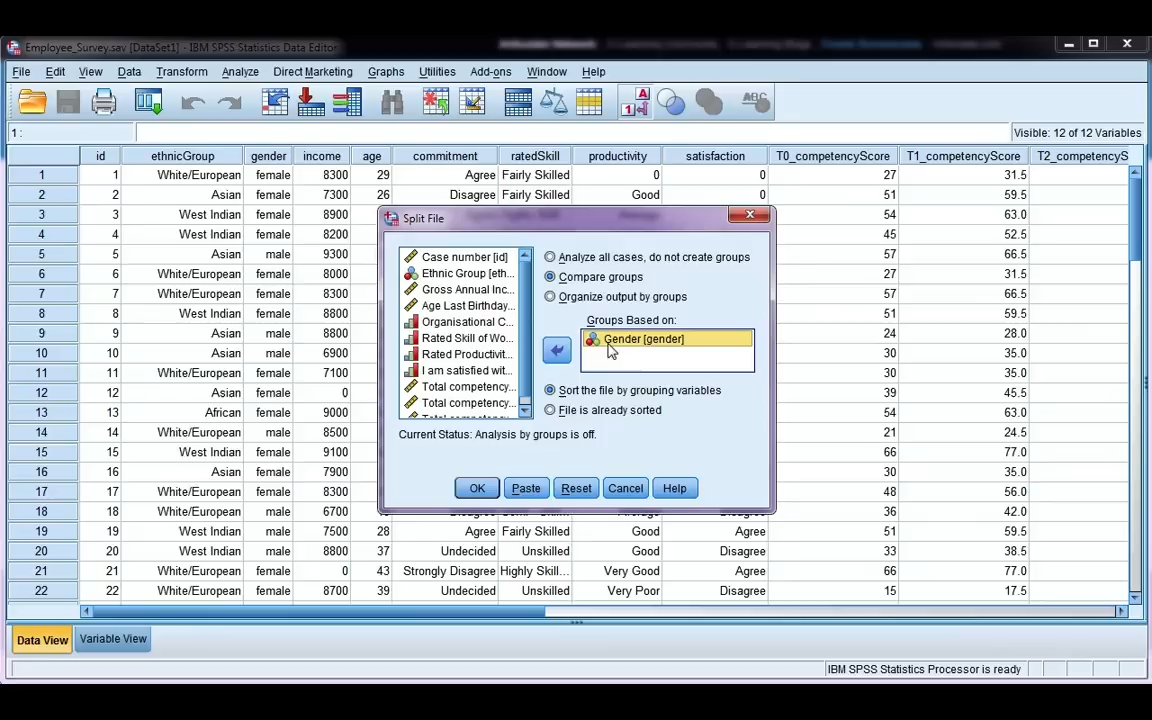 Employee_Survey.sav [DataSet1] - IBM SPSS Statistics Data Editor
File Edit View Data Transform Analyze Direct Marketing Graphs Utilities Add-ons Window Help
1 : Visible: 12 of 12 Variables
id ethnicGroup gender income age commitment ratedSkill productivity satisfaction T0_competencyScore T1_competencyScore T2_competencyS
1 1 White/European female 8300 29 Agree Fairly Skilled 0 0 27 31.5
2 2 Asian female 7300 26 Disagree Fairly Skilled Good 0 51 59.5
3 3 West Indian female 8900 54 63.0
4 4 West Indian female 8200 45 52.5
5 5 Asian male 9300 57 66.5
6 6 White/European female 8000 27 31.5
7 7 White/European female 8300 57 66.5
8 8 White/European female 8800 51 59.5
9 9 Asian male 8800 24 28.0
10 10 Asian male 6900 30 35.0
11 11 White/European male 7100 30 35.0
12 12 Asian female 0 39 45.5
13 13 African female 9000 54 63.0
14 14 White/European male 8500 21 24.5
15 15 White/European female 9100 66 77.0
16 16 Asian female 7900 30 35.0
17 17 White/European female 8300 48 56.0
18 18 White/European male 6700 36 42.0
19 19 West Indian male 7500 28 Agree Fairly Skilled Good Agree 51 59.5
20 20 West Indian male 8800 37 Undecided Unskilled Good Disagree 33 38.5
21 21 White/European female 0 43 Strongly Disagree Highly Skill... Very Good Agree 66 77.0
22 22 White/European female 8700 39 Undecided Unskilled Very Poor Disagree 15 17.5
Split File
Case number [id]
Ethnic Group [eth...
Gross Annual Inc...
Age Last Birthday...
Organisational C...
Rated Skill of Wo...
Rated Productivit...
I am satisfied wit...
Total competency...
Total competency...
Analyze all cases, do not create groups
Compare groups
Organize output by groups
Groups Based on:
Gender [gender]
Sort the file by grouping variables
File is already sorted
Current Status: Analysis by groups is off.
OK Paste Reset Cancel Help
Data View Variable View
IBM SPSS Statistics Processor is ready